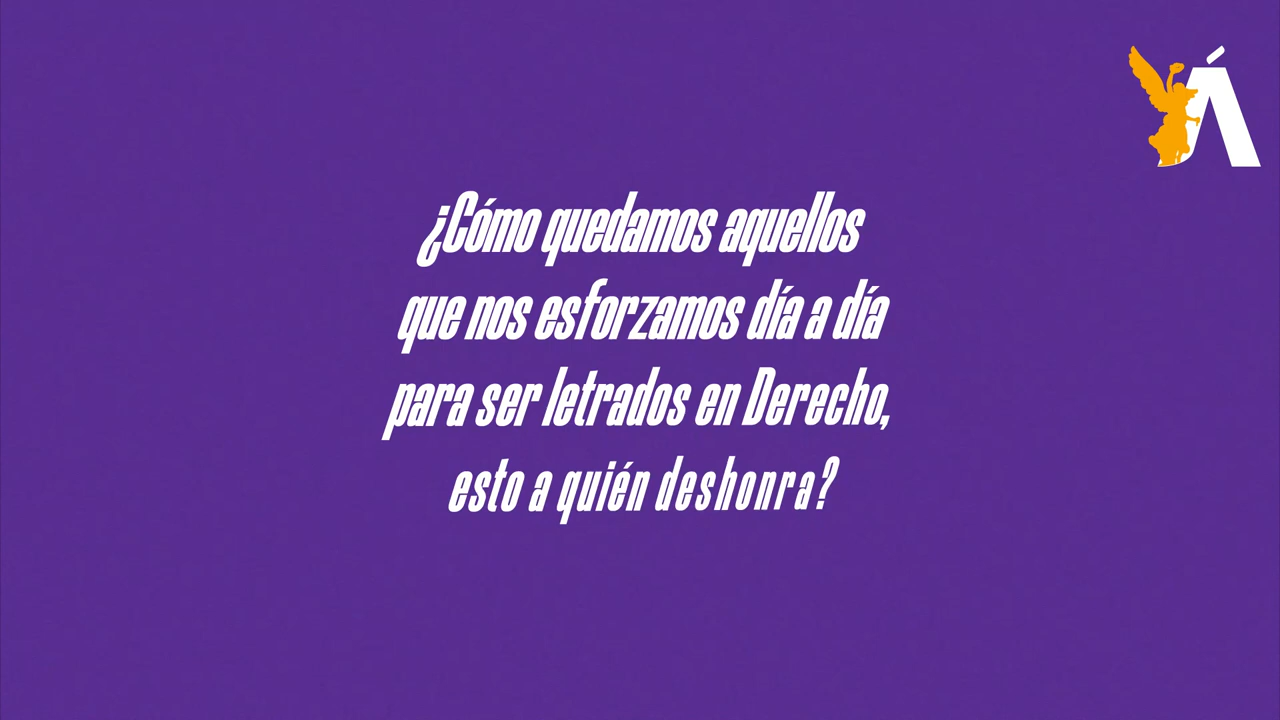 Á
¿Cómo quedamos aquellos
que nos esforzamos día a día
para ser letrados en Derecho,
esto a quién deshonra?